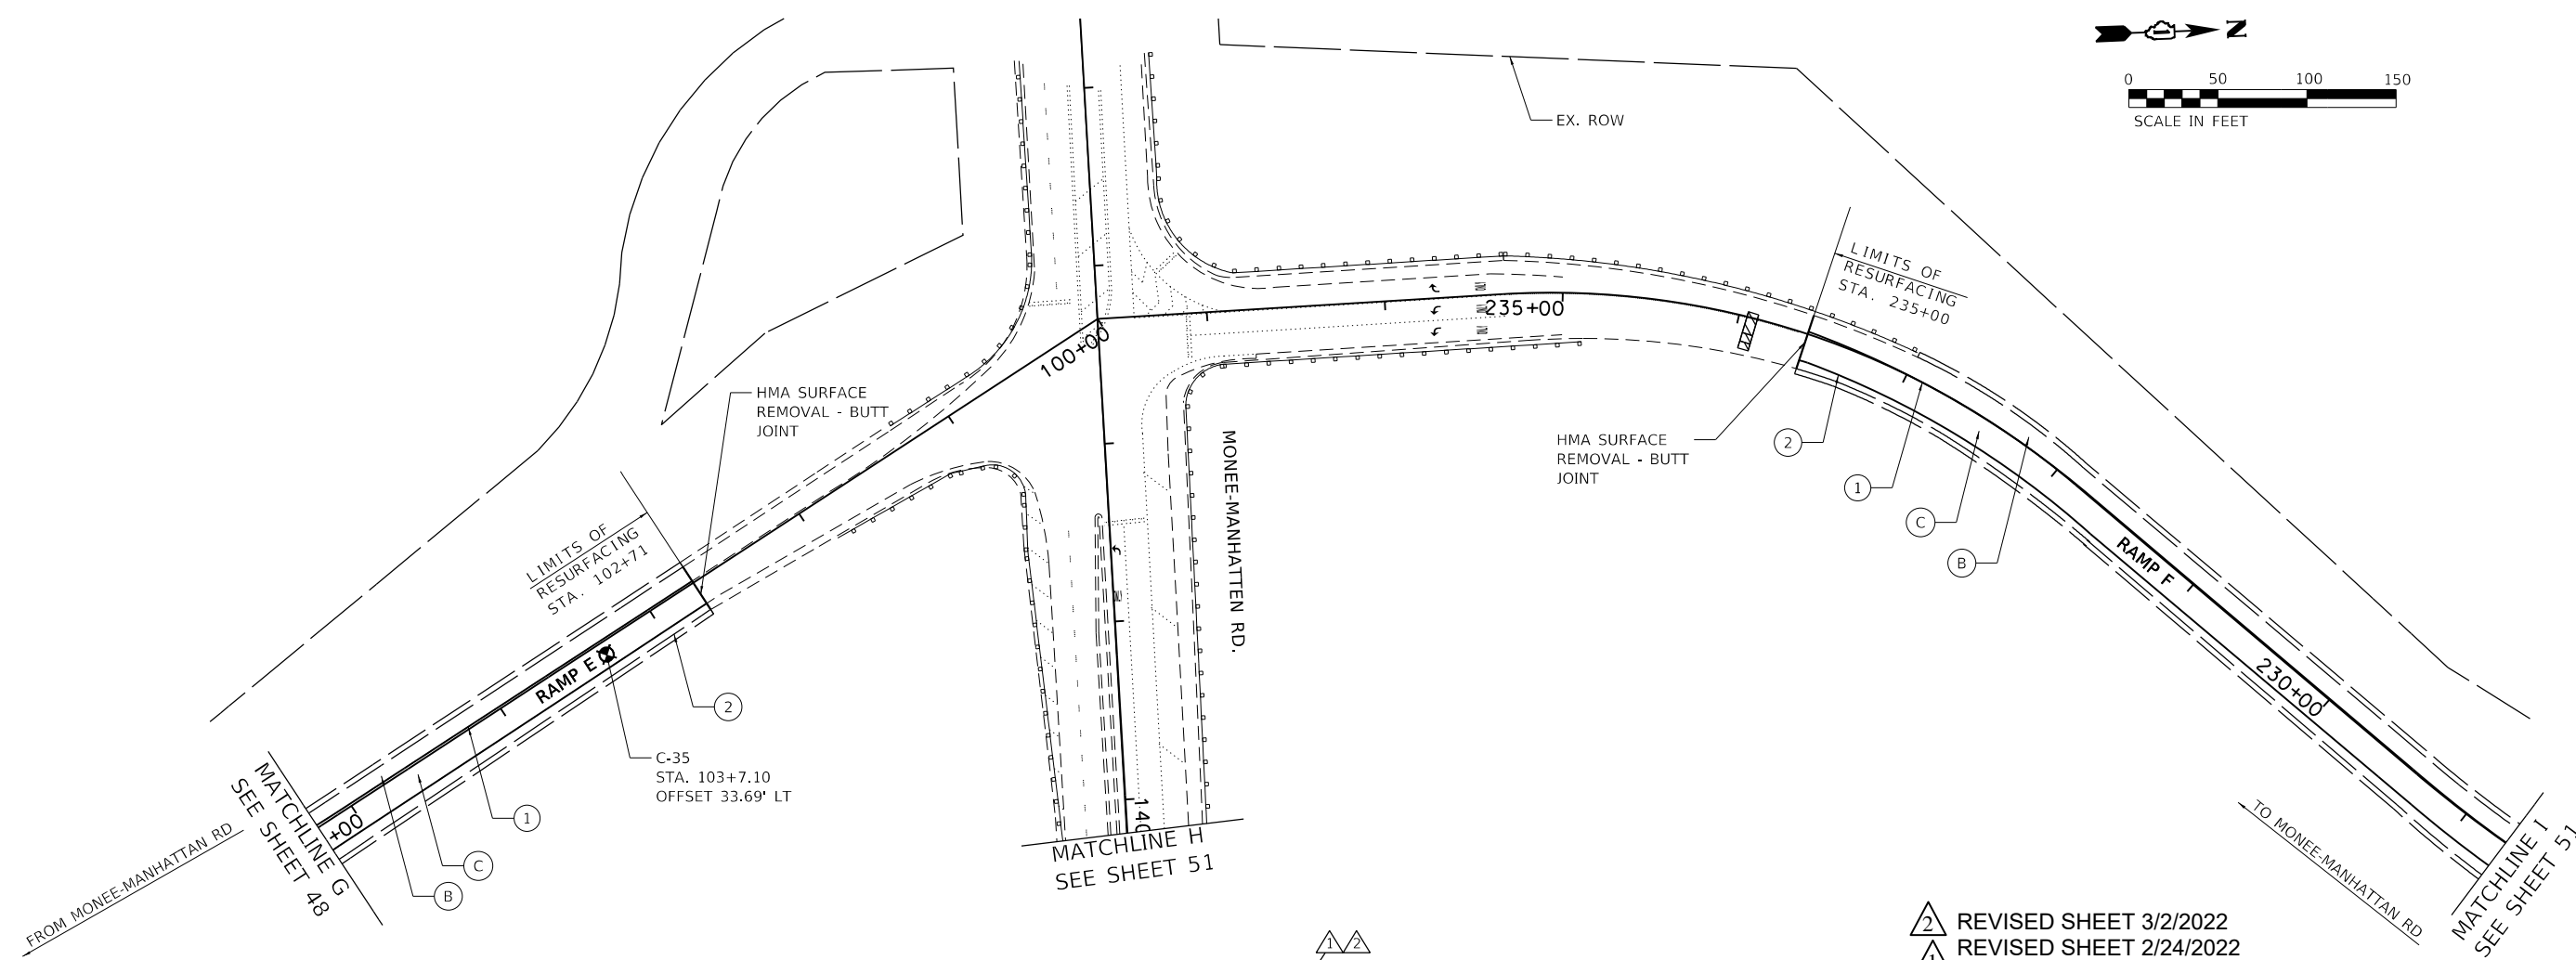 N
0 50 100 150
SCALE IN FEET
EX. ROW
LIMITS OF
RESURFACING
STA. 235+00
235+00
100+00
HMA SURFACE
REMOVAL - BUTT
JOINT
HMA SURFACE
REMOVAL - BUTT
JOINT
2
1
C
B
MONEE-MANHATTEN RD.
LIMITS OF
RESURFACING
STA. 102+71
RAMP E
RAMP F
2
C-35
STA. 103+7.10
OFFSET 33.69' LT
230+00
1
C
B
+00
MATCHLINE G
SEE SHEET 48
FROM MONEE-MANHATTAN RD
140
MATCHLINE H
SEE SHEET 51
TO MONEE-MANHATTAN RD
MATCHLINE I
SEE SHEET 51
1 2
2 REVISED SHEET 3/2/2022
1 REVISED SHEET 2/24/2022